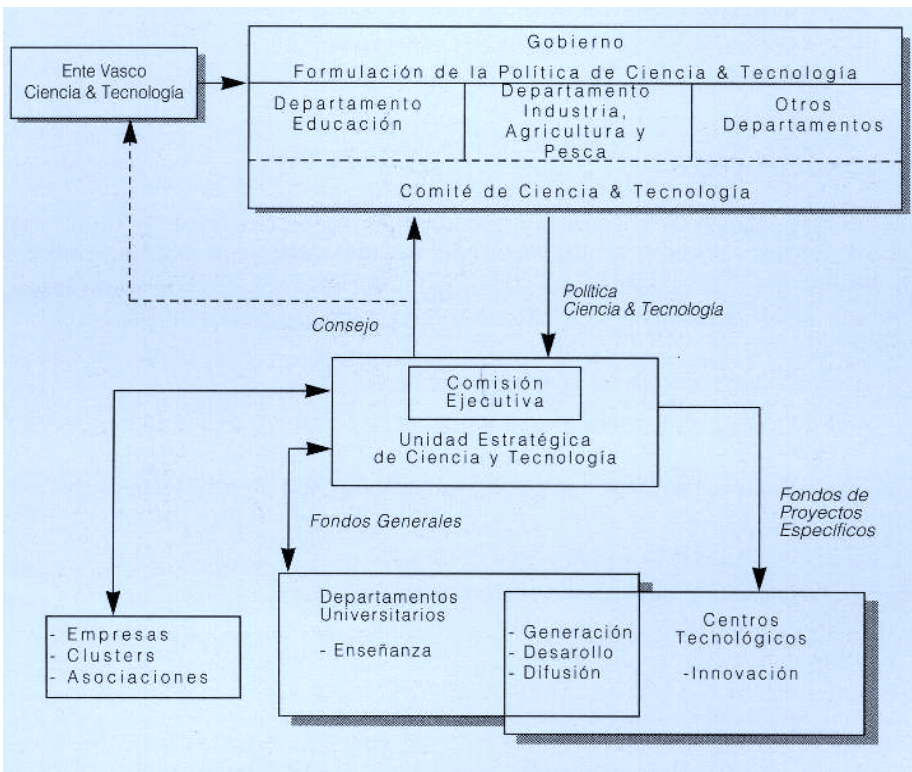 Ente Vasco
Ciencia & Tecnología
Gobierno
Formulación de la Política de Ciencia & Tecnología
Departamento
Educación
Departamento
Industria,
Agricultura y
Pesca
Otros
Departamentos
Comité de Ciencia & Tecnología
Consejo
Política
Ciencia & Tecnología
Comisión
Ejecutiva
Unidad Estratégica
de Ciencia y Tecnología
Fondos Generales
Fondos de
Proyectos
Específicos
- Empresas
- Clusters
- Asociaciones
Departamentos
Universitarios
- Enseñanza
- Generación
- Desarollo
- Difusión
Centros
Tecnológicos
-Innovación